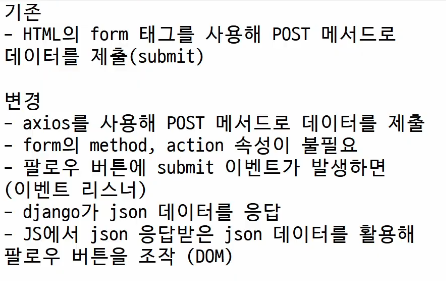 기존
- HTML의 form 태그를 사용해 POST 메서드로
데이터를 제출(submit)
변경
- axios를 사용해 POST 메서드로 데이터를 제출
- form의 method, action 속성이 불필요
- 팔로우 버튼에 submit 이벤트가 발생하면
(이벤트 리스너)
- django가 json 데이터를 응답
- JS에서 json 응답받은 json 데이터를 활용해
팔로우 버튼을 조작 (DOM)